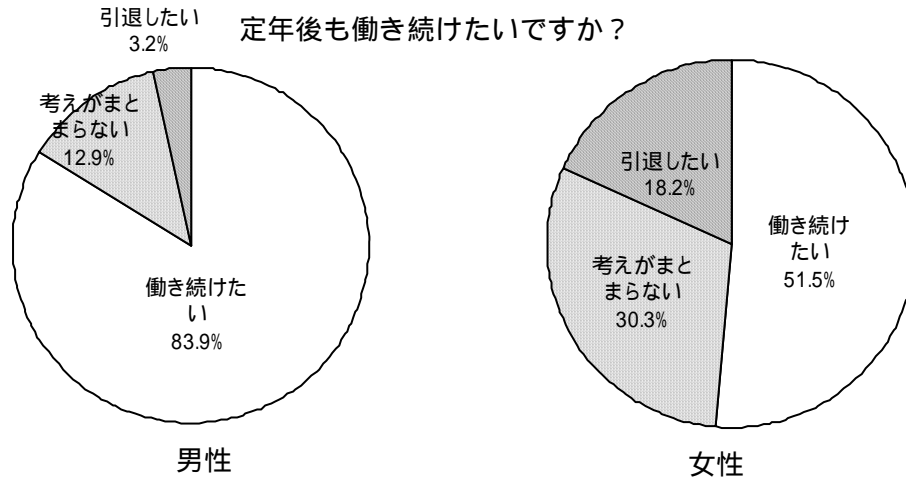 定年後も働き続けたいですか？
引退したい
3.2%
考えがまと
まらない
12.9%
働き続けた
い
83.9%
男性
引退したい
18.2%
考えがまと
まらない
30.3%
働き続け
たい
51.5%
女性